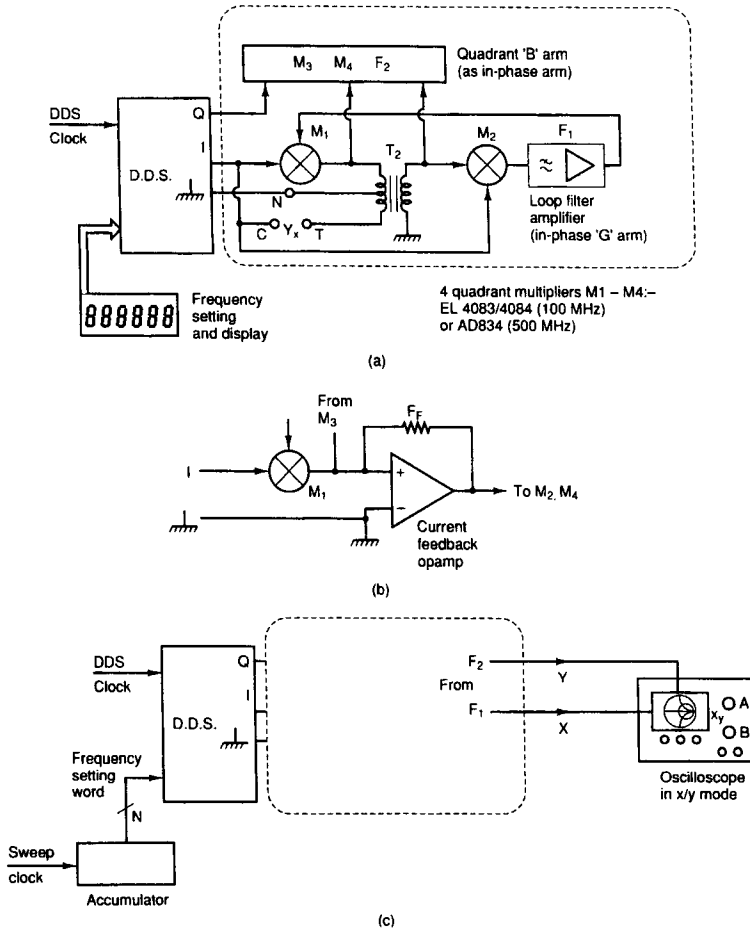 Quadrant 'B' arm
(as in-phase arm)
M3 M4 F2
DDS
Clock
Q
I
D.D.S.
M1
T2
M2
F1
N
C Yx T
Loop filter
amplifier
(in-phase 'G' arm)
888888
Frequency
setting
and display
4 quadrant multipliers M1 – M4:–
EL 4083/4084 (100 MHz)
or AD834 (500 MHz)
(a)
From
M3
FF
I
M1
+
–
To M2, M4
Current
feedback
opamp
(b)
DDS
Clock
Q
I
D.D.S.
F2
From
F1
Y
X
xy
A
B
Oscilloscope
in x/y mode
Frequency
setting
word
N
Sweep
clock
Accumulator
(c)